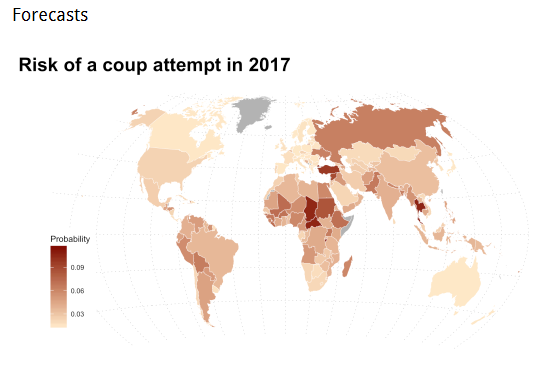 Forecasts
Risk of a coup attempt in 2017
Probability
0.09
0.06
0.03